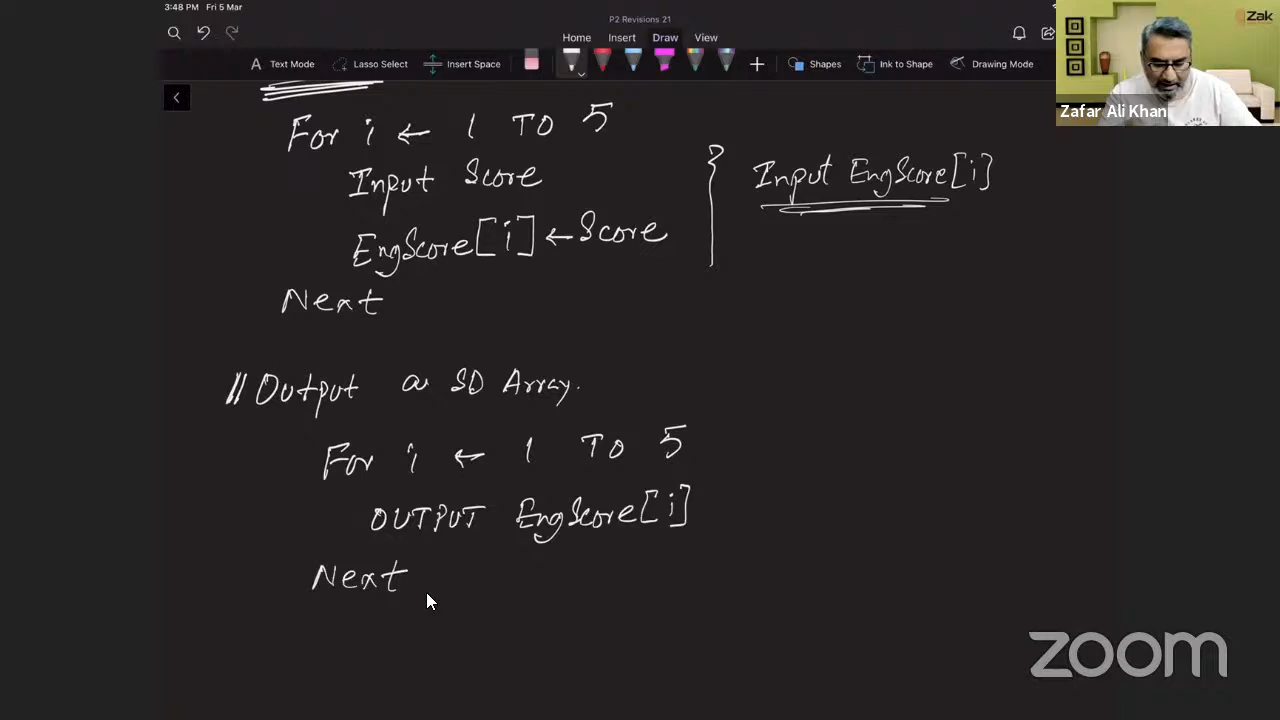 3:48 PM Fri 5 Mar
P2 Revisions 21
Home Insert Draw View
Text Mode Lasso Select Insert Space Shapes Ink to Shape Drawing Mode
Zak
Zafar Ali Khan
For i ← 1 TO 5
Input Score
EngScore[i] ← Score
Next
} Input EngScore[i]
// Output a SD Array.
For i ← 1 TO 5
OUTPUT EngScore[i]
Next
zoom